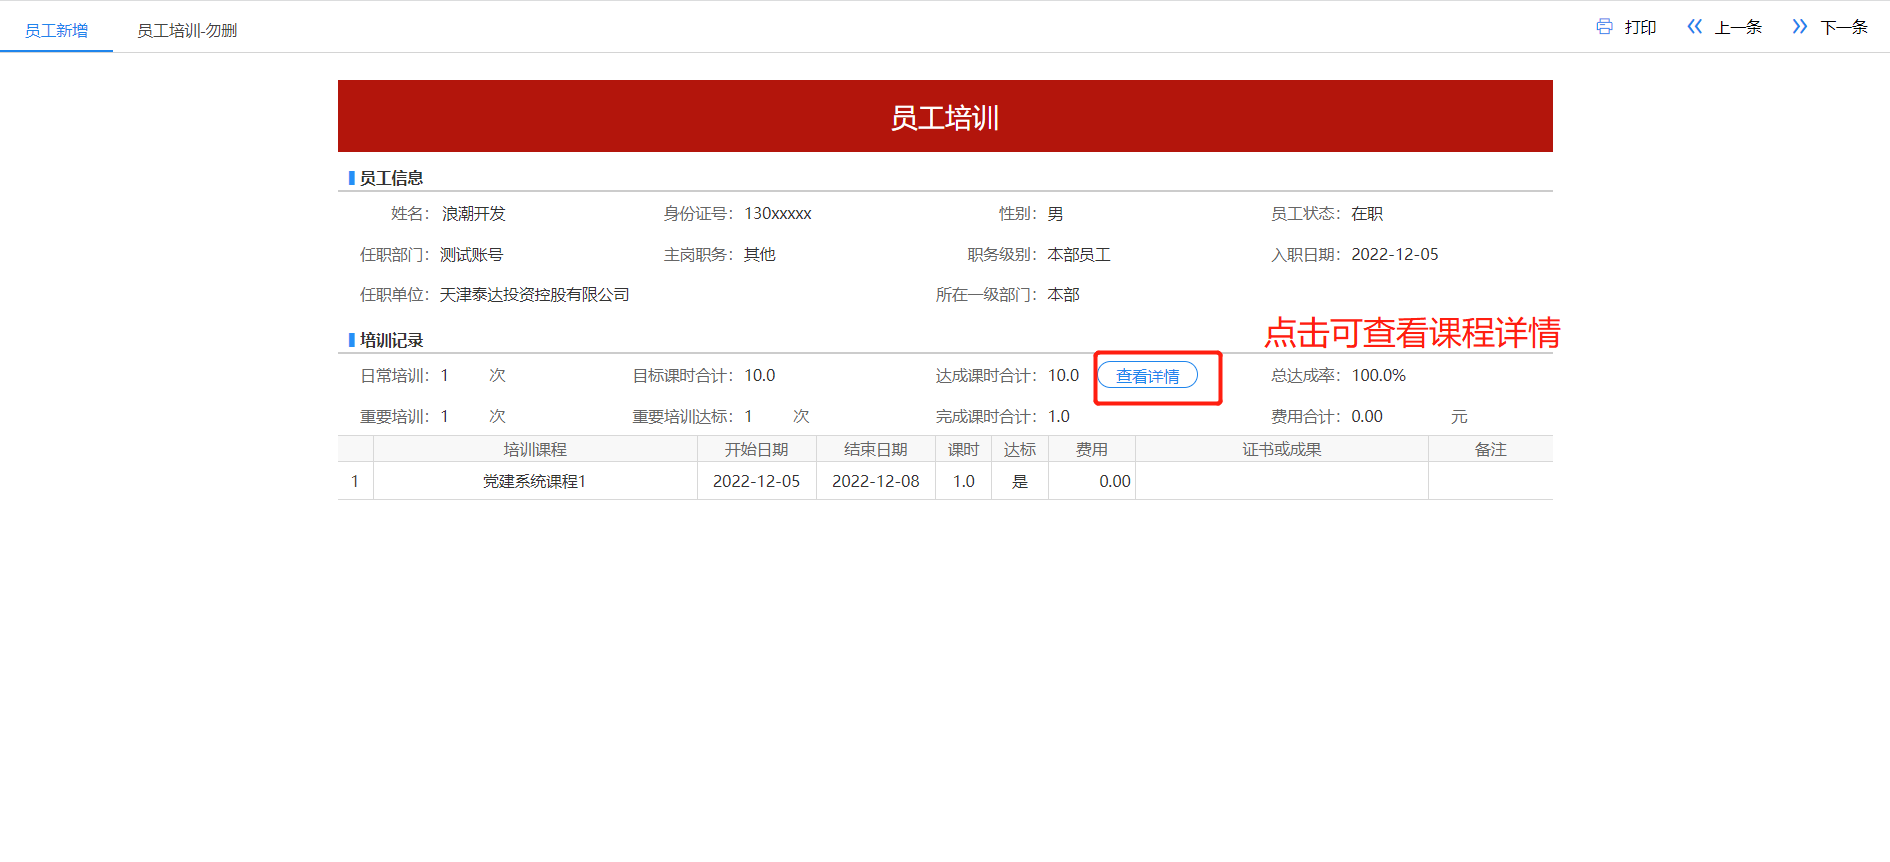 员工新增 员工培训-勿删 打印 上一条 下一条
员工培训
员工信息
姓名： 浪潮开发 身份证号： 130xxxxx 性别： 男 员工状态： 在职
任职部门： 测试账号 主岗职务： 其他 职务级别： 本部员工 入职日期： 2022-12-05
任职单位： 天津泰达投资控股有限公司 所在一级部门： 本部
点击可查看课程详情
培训记录
日常培训： 1 次 目标课时合计： 10.0 达成课时合计： 10.0 查看详情 总达成率： 100.0%
重要培训： 1 次 重要培训达标： 1 次 完成课时合计： 1.0 费用合计： 0.00 元
培训课程 开始日期 结束日期 课时 达标 费用 证书或成果 备注
1 党建系统课程1 2022-12-05 2022-12-08 1.0 是 0.00